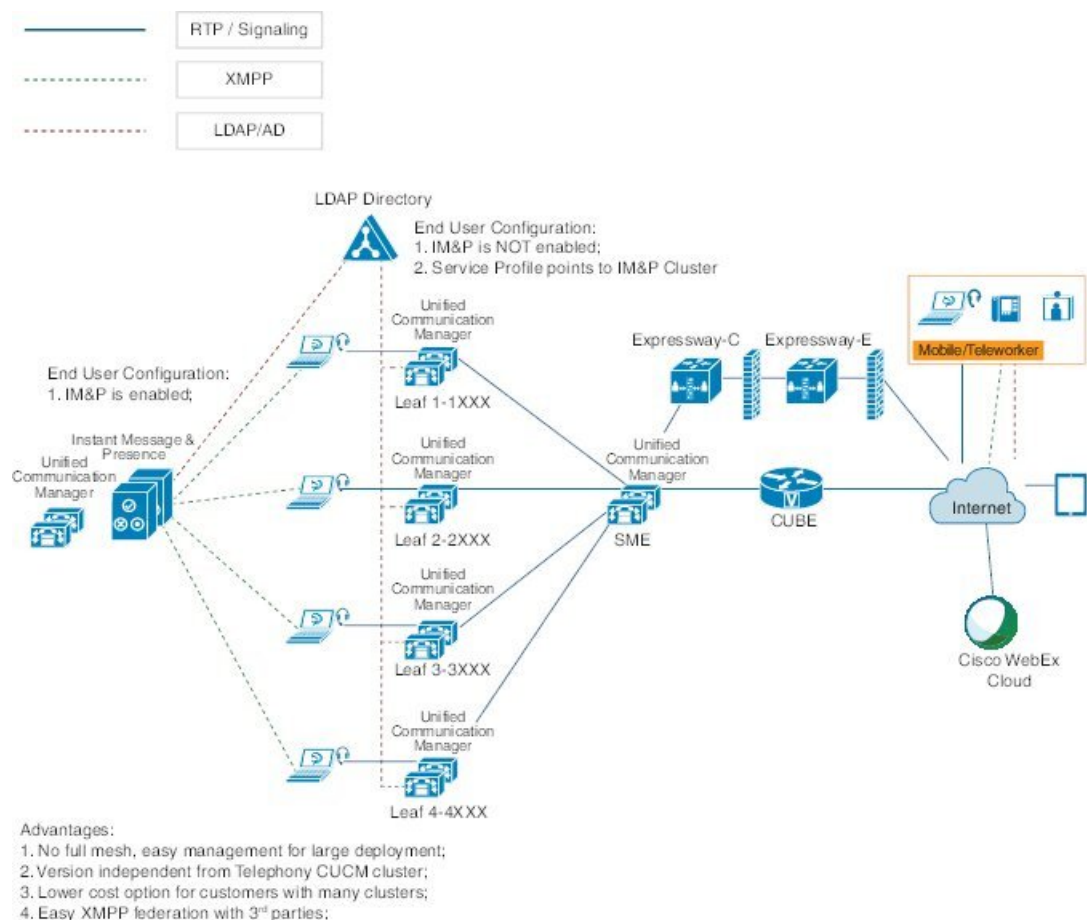 RTP / Signaling
XMPP
LDAP/AD
LDAP Directory
End User Configuration:
1. IM&P is NOT enabled;
2. Service Profile points to IM&P Cluster
Unified
Communication
Manager
Leaf 1-1XXX
End User Configuration:
1. IM&P is enabled;
Instant Message &
Presence
Unified
Communication
Manager
Unified
Communication
Manager
Leaf 2-2XXX
Unified
Communication
Manager
Leaf 3-3XXX
Unified
Communication
Manager
Leaf 4-4XXX
Expressway-C
Expressway-E
Unified
Communication
Manager
SME
V
CUBE
Mobile/Teleworker
Internet
Cisco WebEx
Cloud
Advantages:
1. No full mesh, easy management for large deployment;
2. Version independent from Telephony CUCM cluster;
3. Lower cost option for customers with many clusters;
4. Easy XMPP federation with 3rd parties;